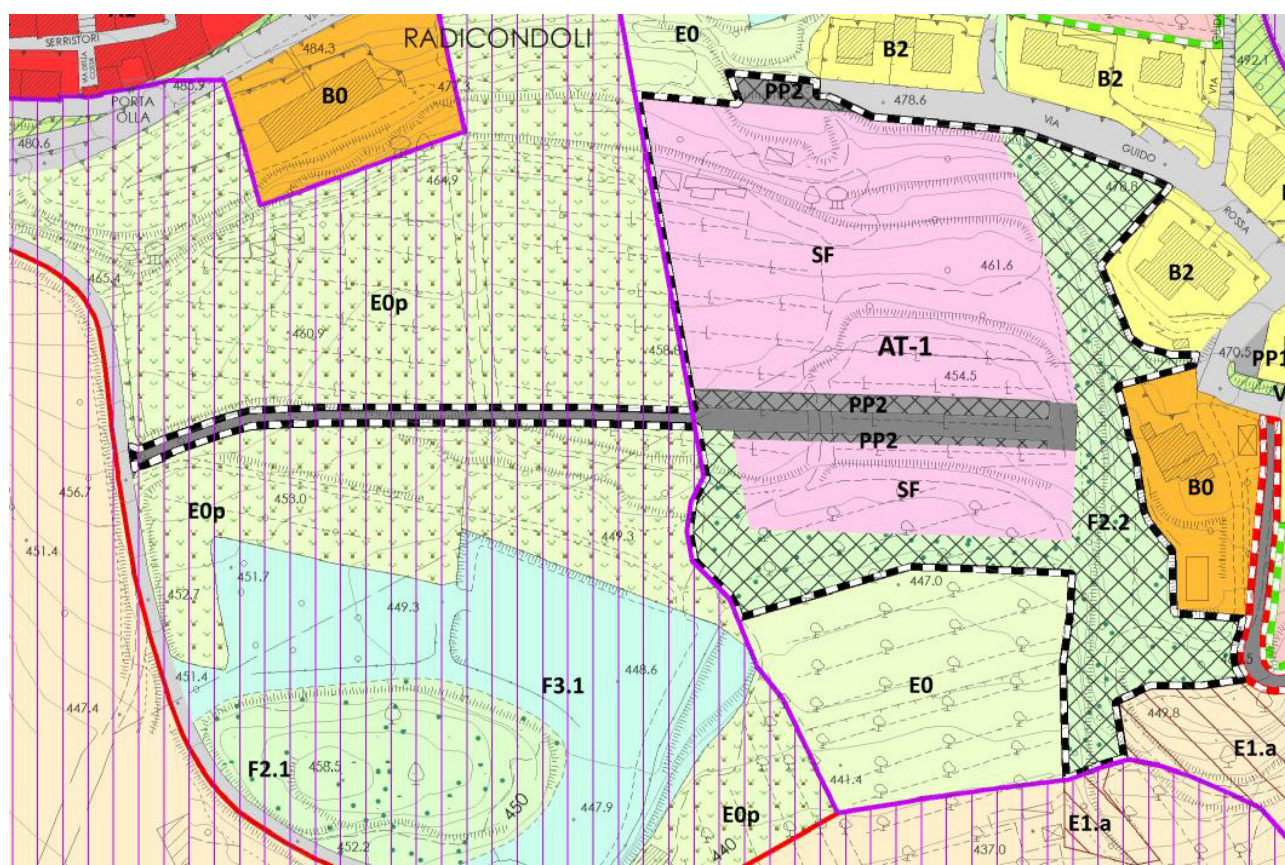 SERRISTORI
VIA DELLA
COSTA
RADICONDOLI
484.3
B0
485.9
PORTA
OLLA
480.6
E0
B2
B2
492.1
VIA
PP2
478.6
VIA
GUIDO
ROSSA
464.9
478.8
SF
461.6
B2
465.4
E0p
460.9
AT-1
454.5
470.5
PP1
PP2
PP2
456.7
453.0
SF
B0
E0p
449.3
F2.2
451.4
451.7
447.0
452.7
449.3
448.6
451.4
F3.1
E0
447.4
449.8
E1.a
F2.1
458.5
450
441.4
447.9
E0p
E1.a
452.2
440
437.0